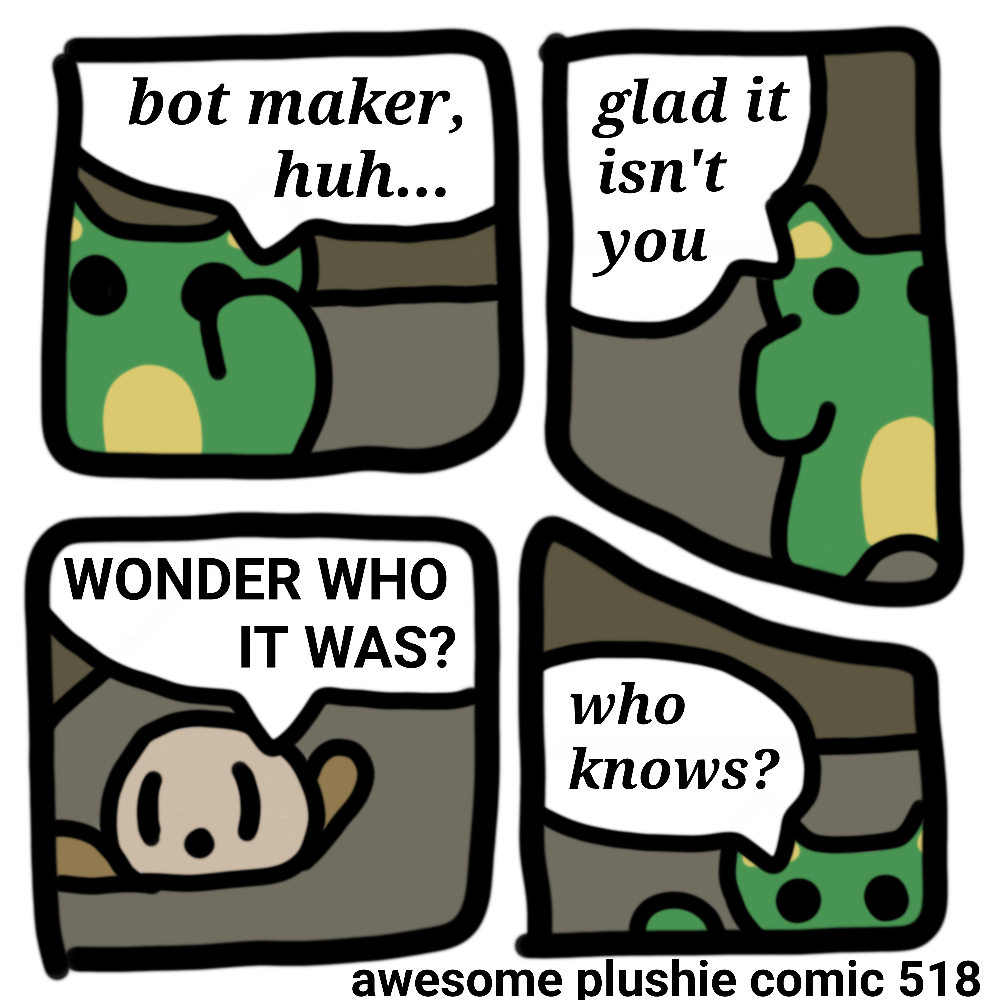 bot maker,
huh...
glad it
isn't
you
WONDER WHO
IT WAS?
who
knows?
awesome plushie comic 518